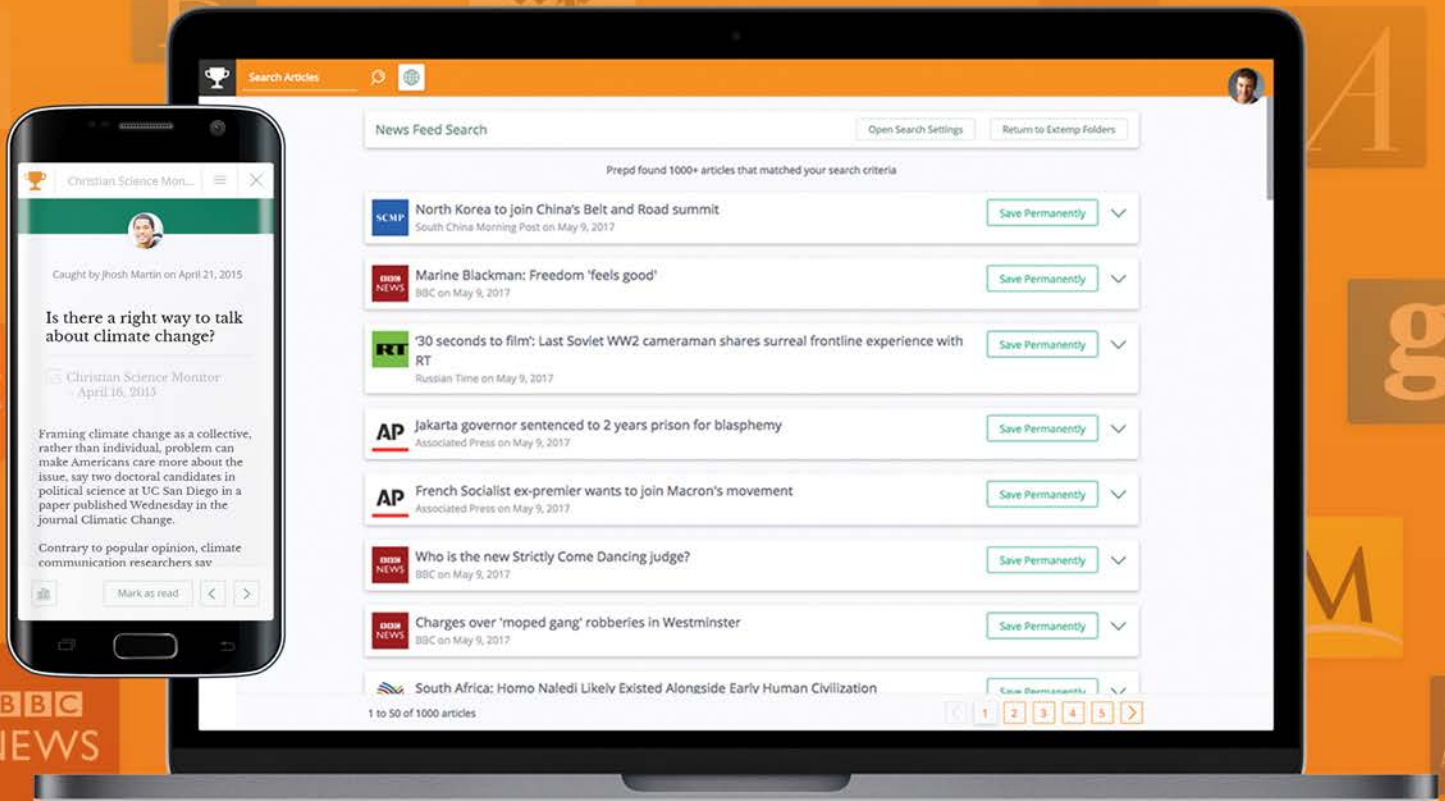 Search Articles
News Feed Search
Open Search Settings
Return to Extemp Folders
Prepd found 1000+ articles that matched your search criteria
SCMP
North Korea to join China's Belt and Road summit
South China Morning Post on May 9, 2017
Save Permanently
BBC
NEWS
Marine Blackman: Freedom 'feels good'
BBC on May 9, 2017
Save Permanently
RT
'30 seconds to film': Last Soviet WW2 cameraman shares surreal frontline experience with
RT
Russian Time on May 9, 2017
Save Permanently
AP
Jakarta governor sentenced to 2 years prison for blasphemy
Associated Press on May 9, 2017
Save Permanently
AP
French Socialist ex-premier wants to join Macron's movement
Associated Press on May 9, 2017
Save Permanently
BBC
NEWS
Who is the new Strictly Come Dancing judge?
BBC on May 9, 2017
Save Permanently
BBC
NEWS
Charges over 'moped gang' robberies in Westminster
BBC on May 9, 2017
Save Permanently
South Africa: Homo Naledi Likely Existed Alongside Early Human Civilization
Save Permanently
1 to 50 of 1000 articles
1 2 3 4 5
Christian Science Mon...
Caught by Jhosh Martin on April 21, 2015
Is there a right way to talk
about climate change?
Christian Science Monitor
- April 16, 2015
Framing climate change as a collective,
rather than individual, problem can
make Americans care more about the
issue, say two doctoral candidates in
political science at UC San Diego in a
paper published Wednesday in the
journal Climatic Change.
Contrary to popular opinion, climate
communication researchers say
Mark as read
BBC
NEWS
A
g
M